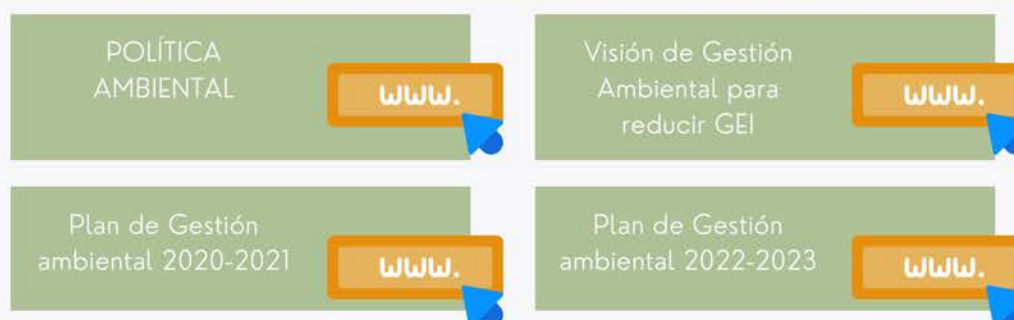 POLÍTICA
AMBIENTAL
www.
Visión de Gestión
Ambiental para
reducir GEI
www.
Plan de Gestión
ambiental 2020-2021
www.
Plan de Gestión
ambiental 2022-2023
www.